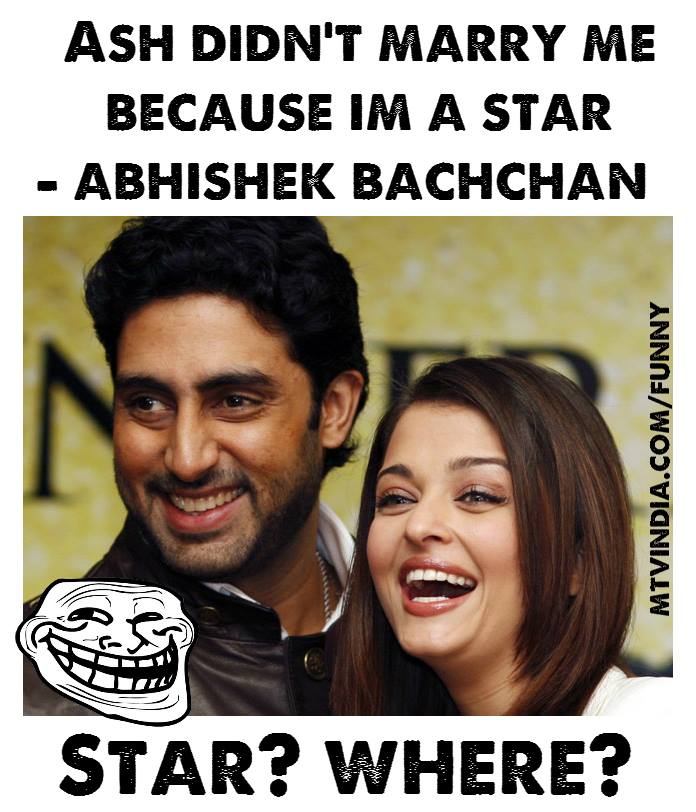 ASH DIDN'T MARRY ME
BECAUSE IM A STAR
- ABHISHEK BACHCHAN
MTVINDIA.COM/FUNNY
STAR? WHERE?